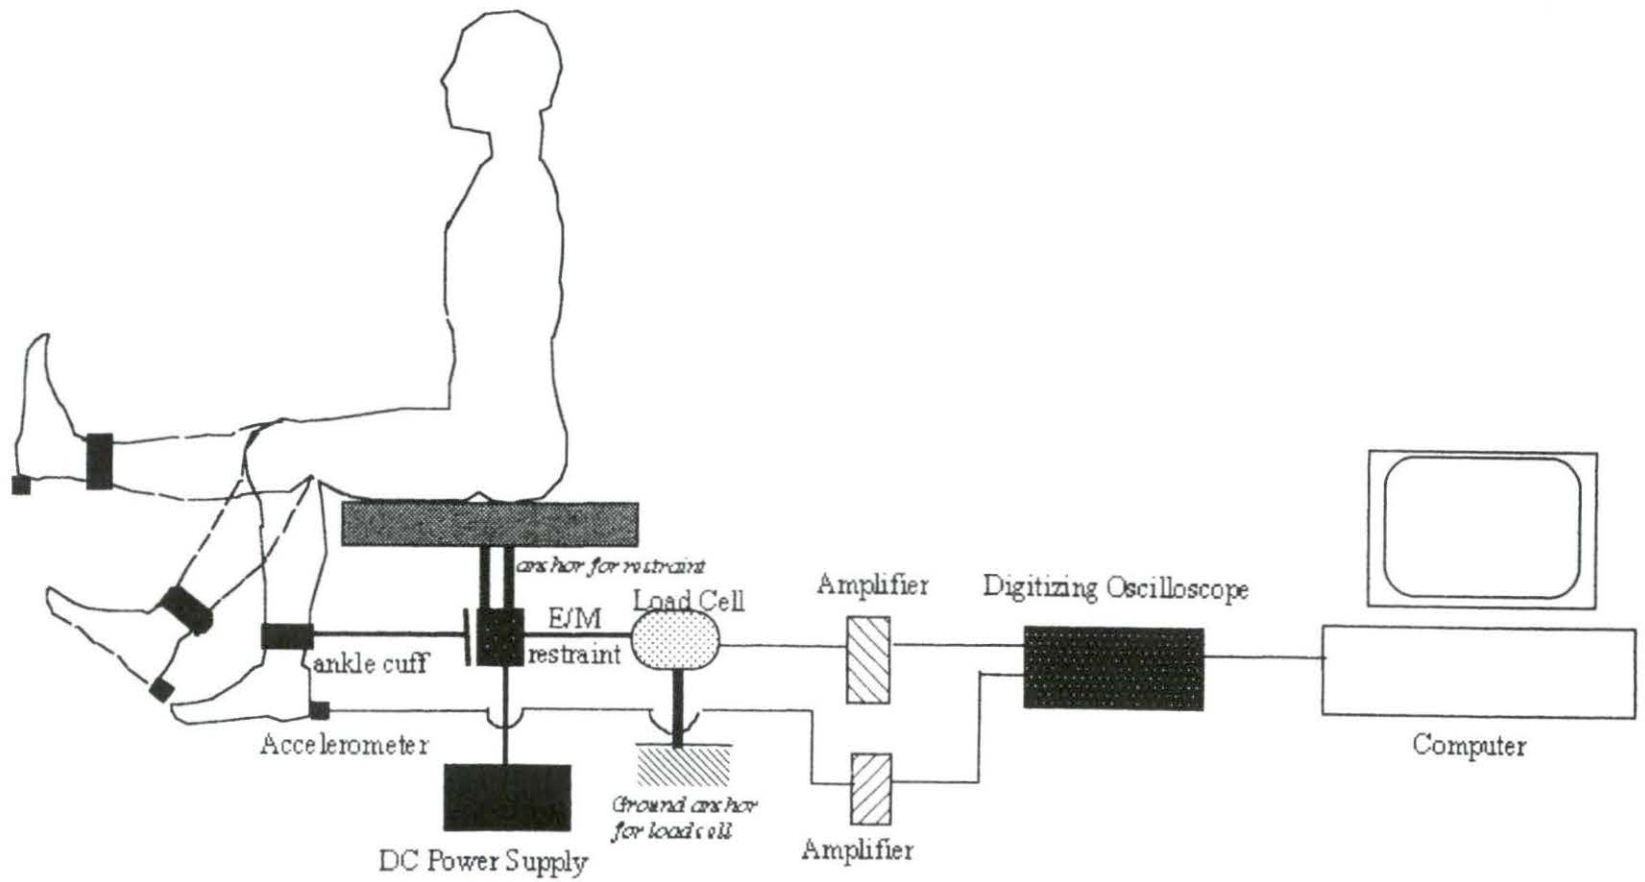 anchor for restraint
Amplifier
Digitizing Oscilloscope
Load Cell
E/M
restraint
ankle cuff
Accelerometer
Computer
Ground anchor
for load cell
Amplifier
DC Power Supply